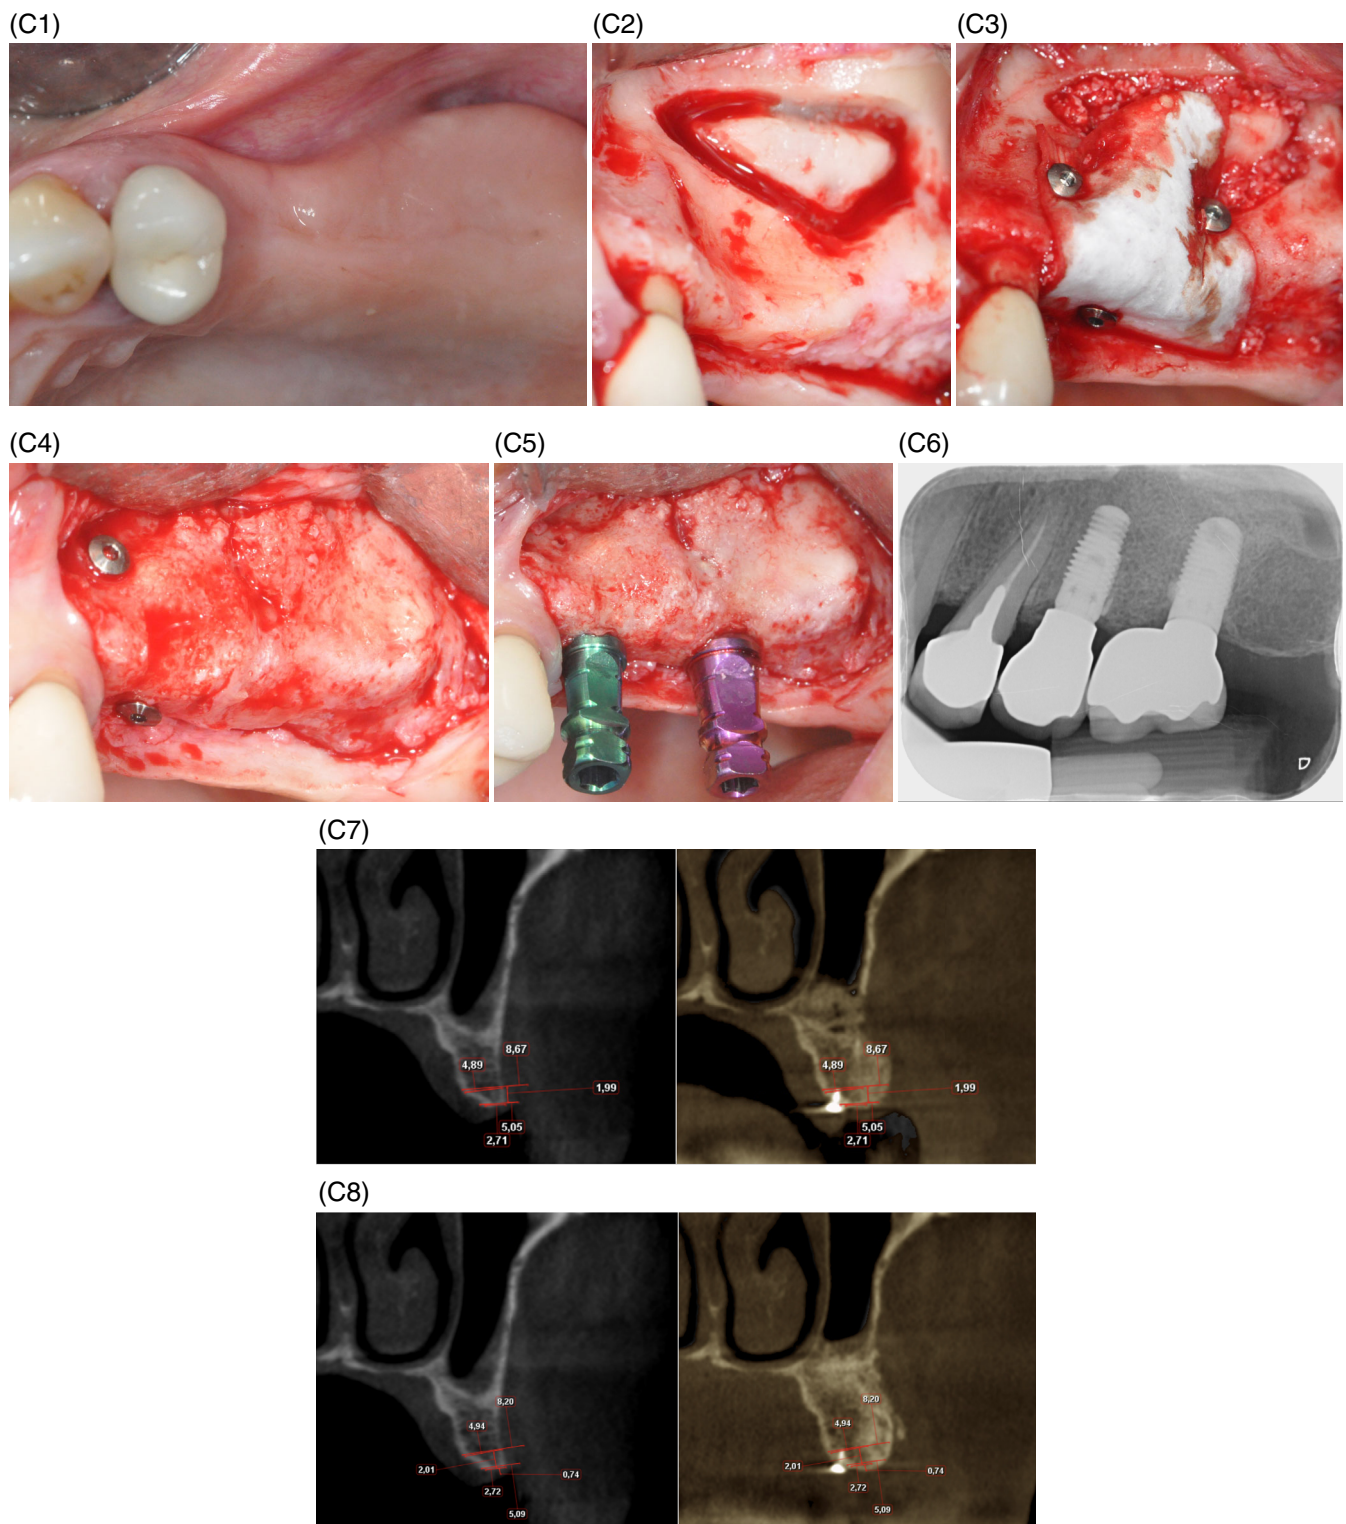 (C1)
(C2)
(C3)
(C4)
(C5)
(C6)
D
(C7)
4,89
8,67
1,99
5,05
2,71
4,89
8,67
1,99
5,05
2,71
(C8)
8,20
4,94
2,01
0,74
2,72
5,09
8,20
4,94
2,01
0,74
2,72
5,09